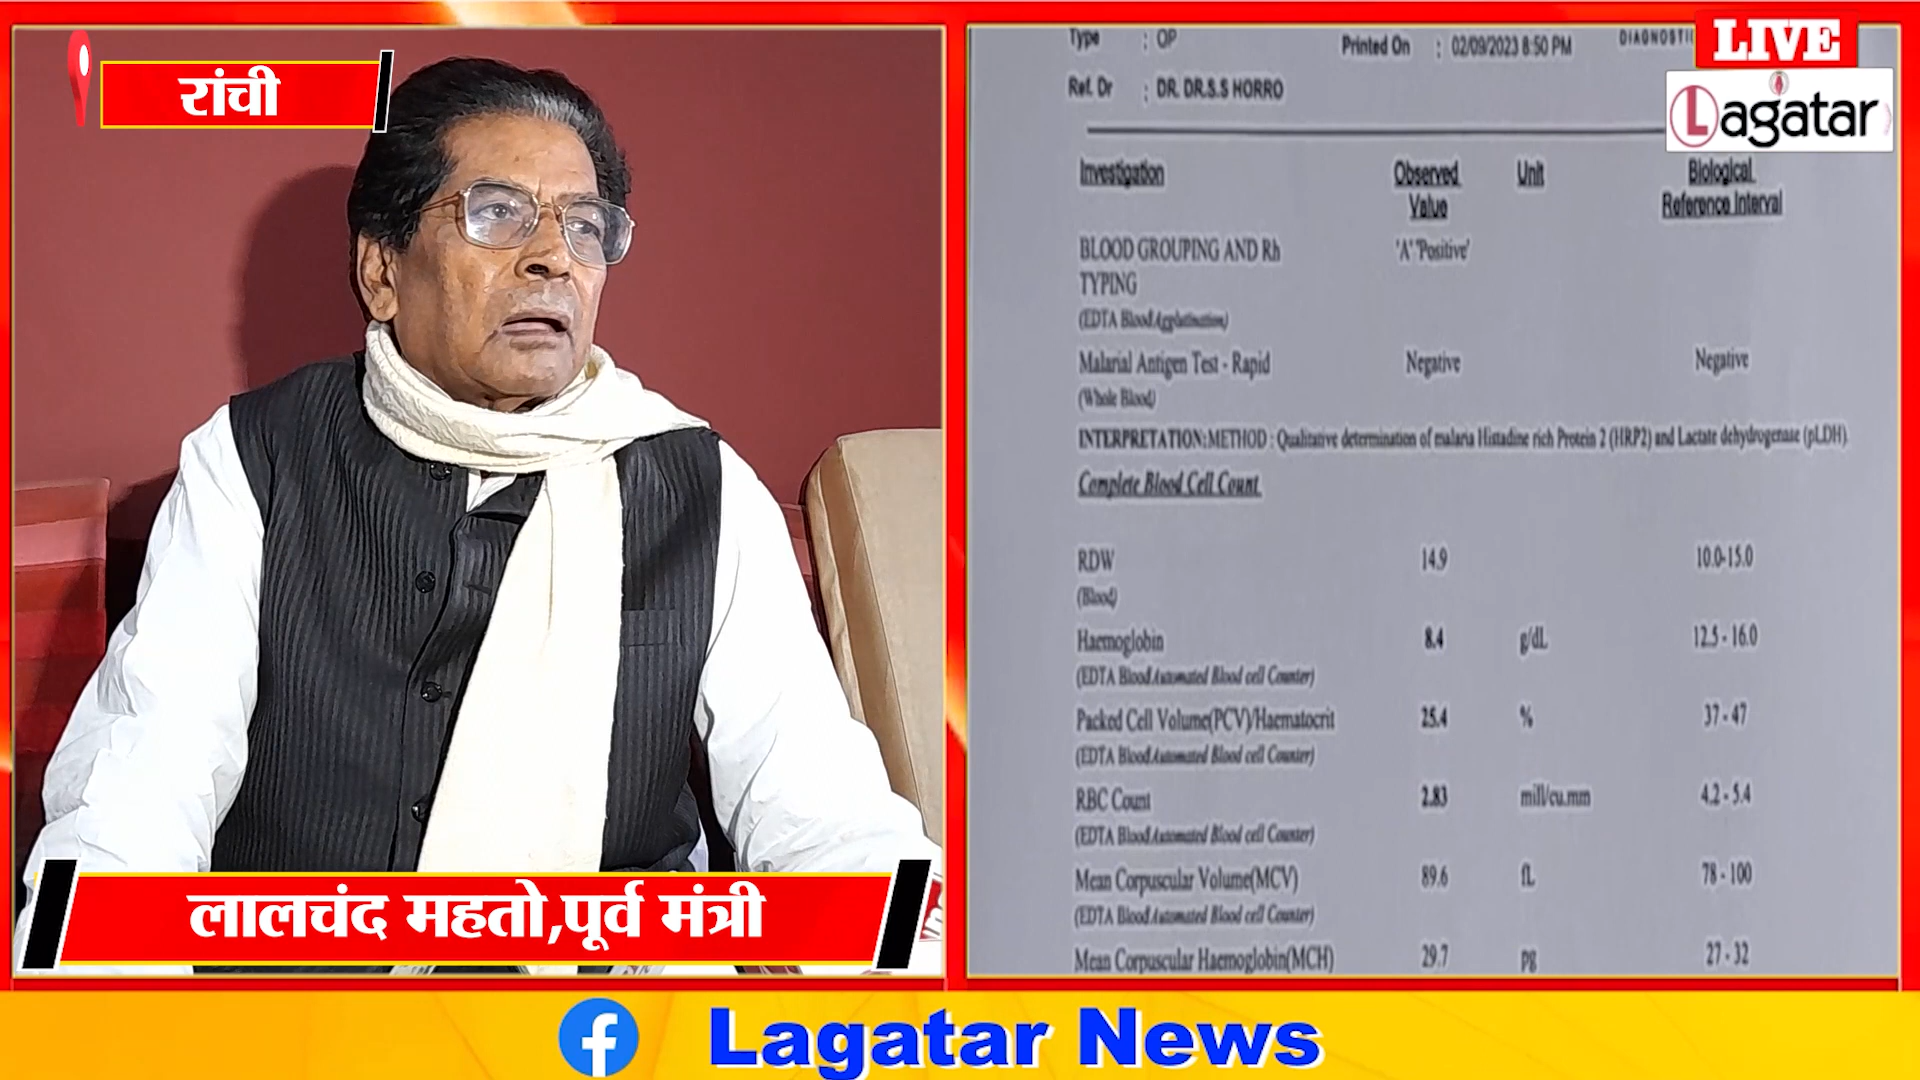 रांची
लालचंद महतो,पूर्व मंत्री
LIVE
Lagatar
Type : OP Printed On : 02/09/2023 8:50 PM
Ref. Dr : DR. DR.S.S HORRO
Investigation Observed Value Unit Biological Reference Interval
BLOOD GROUPING AND Rh 'A' 'Positive'
TYPING
(EDTA Blood Agglutination)
Malarial Antigen Test - Rapid Negative Negative
(Whole Blood)
INTERPRETATION:METHOD : Qualitative determination of malaria Histadine rich Protein 2 (HRP2) and Lactate dehydrogenase (pLDH).
Complete Blood Cell Count
RDW 14.9 10.0-15.0
(Blood)
Haemoglobin 8.4 g/dL 12.5 - 16.0
(EDTA Blood Automated Blood cell Counter)
Packed Cell Volume(PCV)/Haematocrit 25.4 % 37 - 47
(EDTA Blood Automated Blood cell Counter)
RBC Count 2.83 mill/cu.mm 4.2 - 5.4
(EDTA Blood Automated Blood cell Counter)
Mean Corpuscular Volume(MCV) 89.6 fL 78 - 100
(EDTA Blood Automated Blood cell Counter)
Mean Corpuscular Haemoglobin(MCH) 29.7 pg 27 - 32
Lagatar News